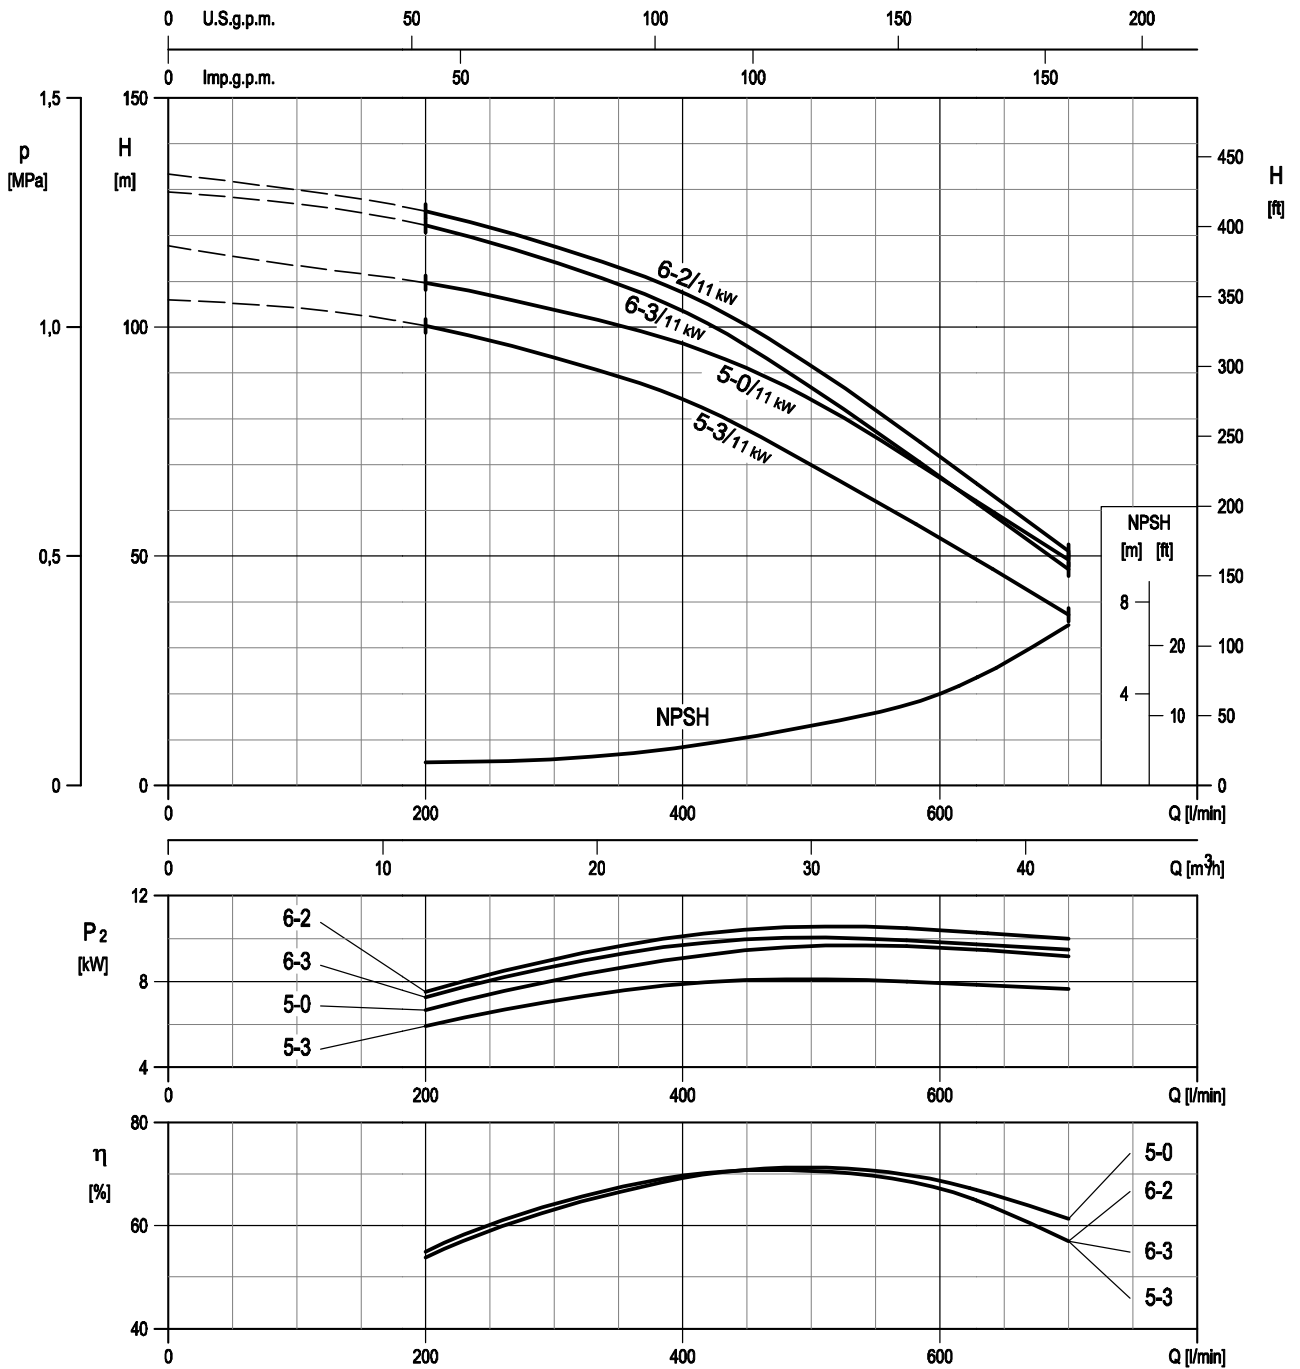 0 U.S.g.p.m. 50 100 150 200
0 Imp.g.p.m. 50 100 150
1,5 150
p H
[MPa] [m]
450
H
[ft]
400
6-2/11 kW
350
6-3/11 kW
1,0 100
300
5-0/11 kW
5-3/11 kW
250
200
NPSH
[m] [ft]
0,5 50
150
8
20 100
4
NPSH
10 50
0 0 0
0 200 400 600 Q [l/min]
0 10 20 30 40 Q [m³/h]
12
6-2
P2
[kW]
6-3
8
5-0
5-3
4
0 200 400 600 Q [l/min]
80
η
[%]
5-0
6-2
60
6-3
5-3
40
0 200 400 600 Q [l/min]